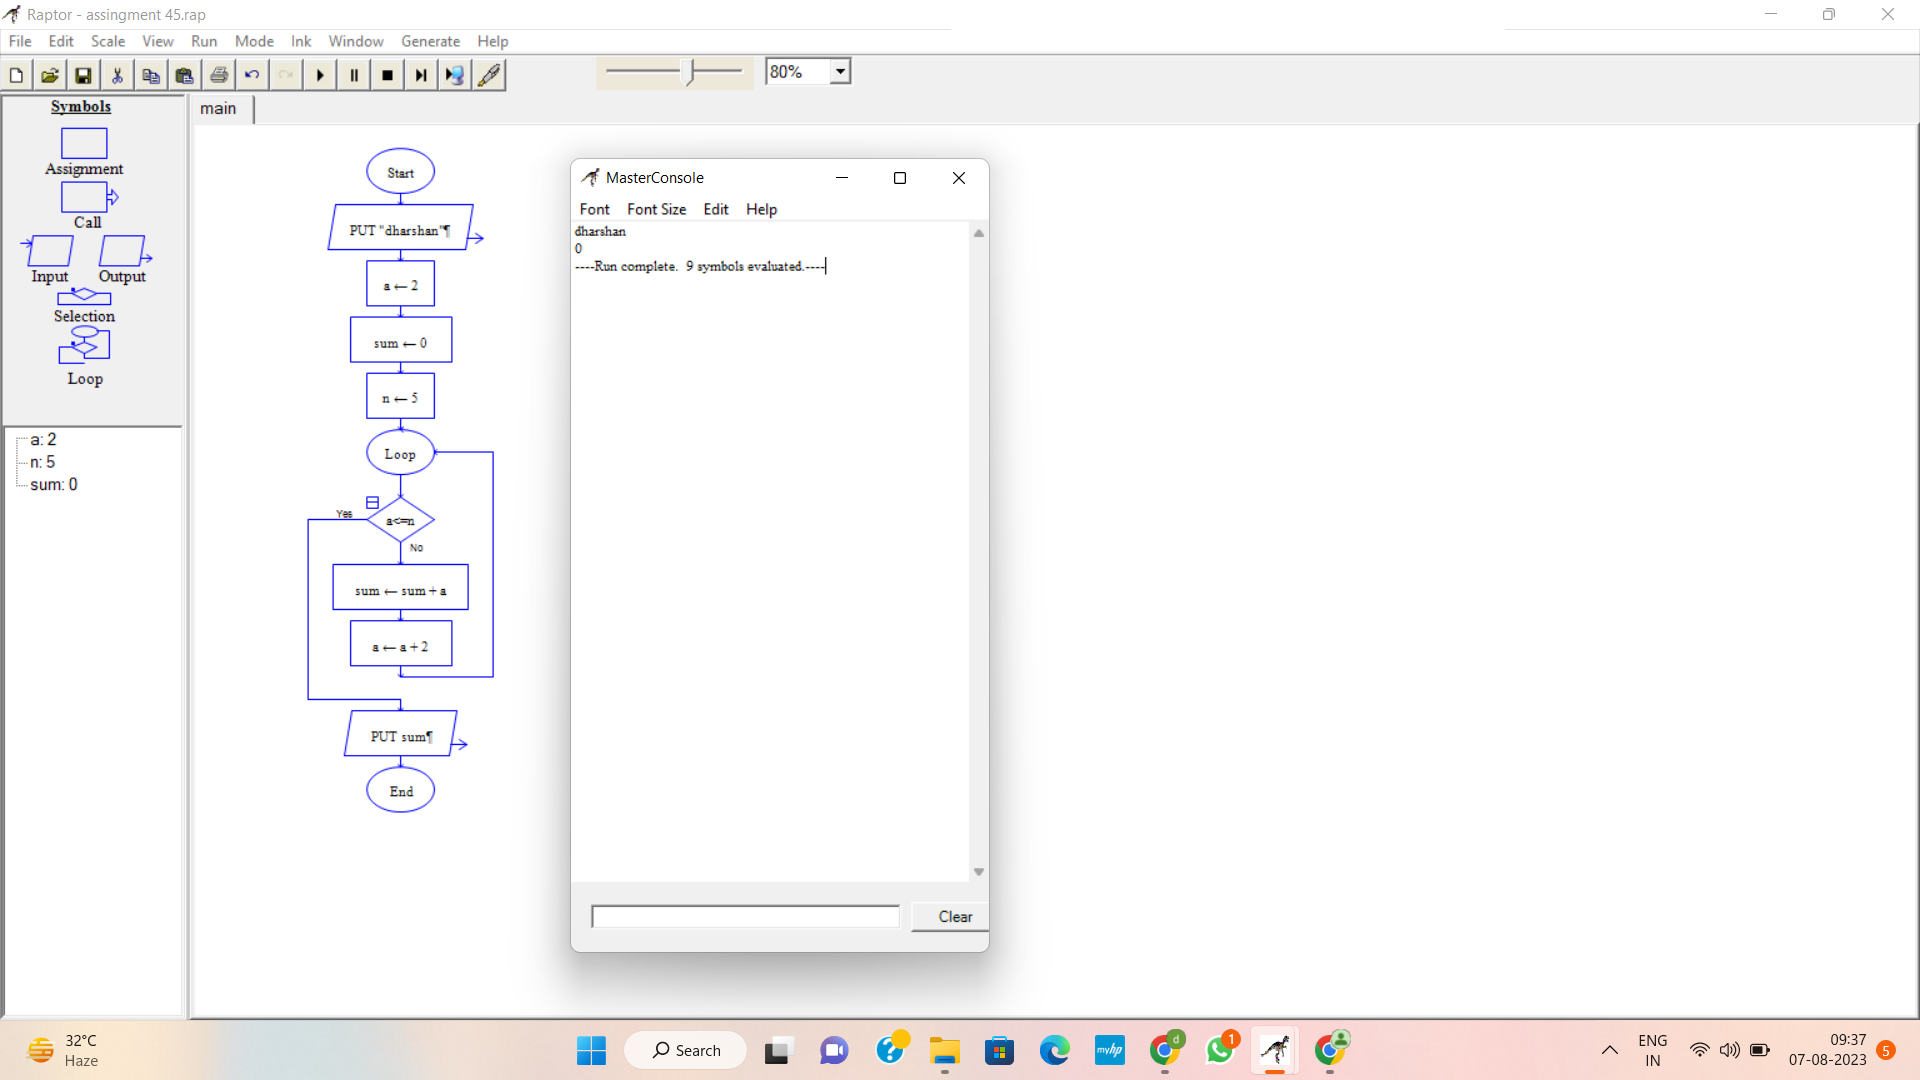 Raptor - assingment 45.rap
File Edit Scale View Run Mode Ink Window Generate Help
80%
Symbols
Assignment
Call
Input Output
Selection
Loop
a: 2
n: 5
sum: 0
main
Start
PUT "dharshan"¶
a ← 2
sum ← 0
n ← 5
Loop
Yes
a<=n
No
sum ← sum + a
a ← a + 2
PUT sum¶
End
MasterConsole
Font Font Size Edit Help
dharshan
0
----Run complete. 9 symbols evaluated.----
Clear
32°C
Haze
Search
?
myhp
d
1
ENG
IN
09:37
07-08-2023
5